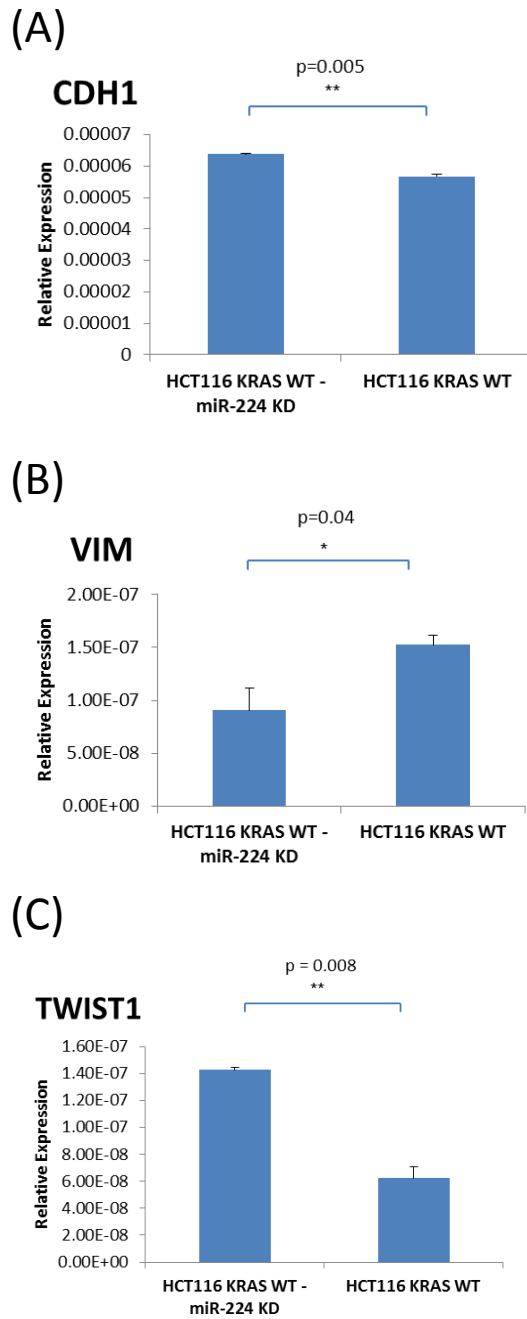 (A)
p=0.005
**
CDH1
0.00007
0.00006
0.00005
0.00004
0.00003
0.00002
0.00001
0
Relative Expression
HCT116 KRAS WT -
miR-224 KD
HCT116 KRAS WT
(B)
p=0.04
*
VIM
2.00E-07
1.50E-07
1.00E-07
5.00E-08
0.00E+00
Relative Expression
HCT116 KRAS WT -
miR-224 KD
HCT116 KRAS WT
(C)
p = 0.008
**
TWIST1
1.60E-07
1.40E-07
1.20E-07
1.00E-07
8.00E-08
6.00E-08
4.00E-08
2.00E-08
0.00E+00
Relative Expression
HCT116 KRAS WT -
miR-224 KD
HCT116 KRAS WT